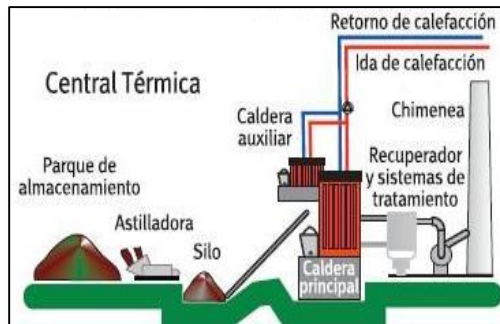 Retorno de calefacción
Ida de calefacción
Central Térmica
Chimenea
Caldera
auxiliar
Recuperador
y sistemas de
tratamiento
Parque de
almacenamiento
Astilladora
Silo
Caldera
principal